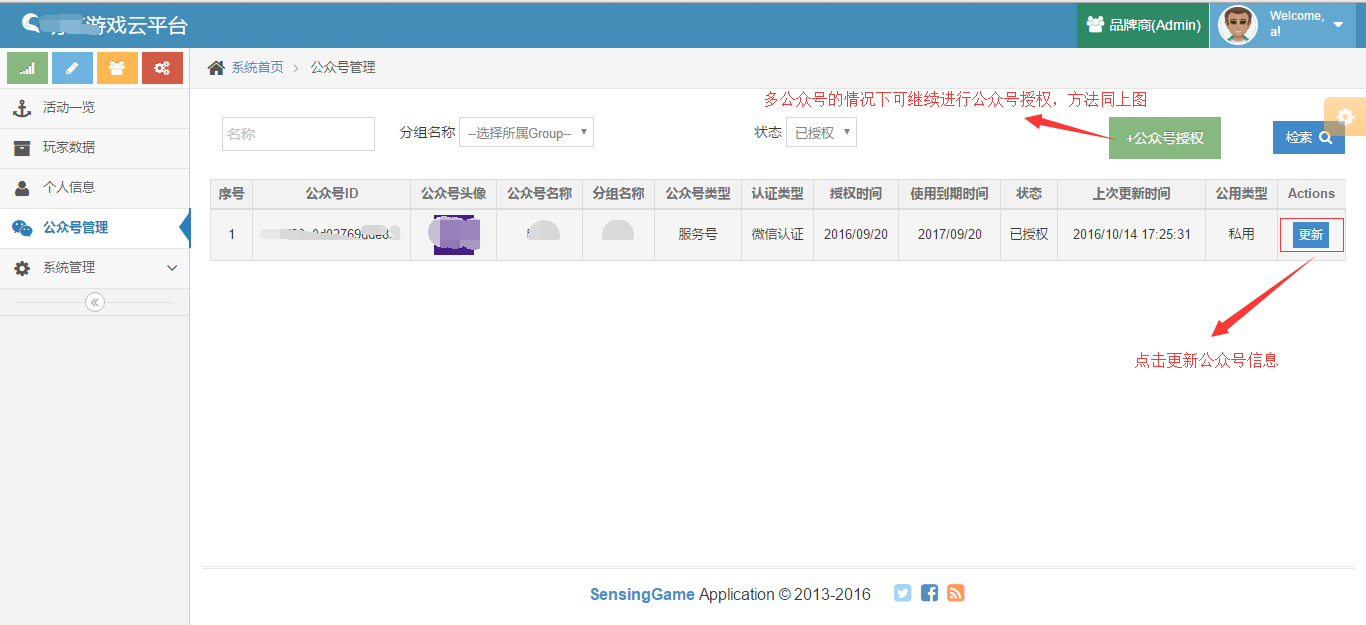 游戏云平台
品牌商(Admin)
Welcome,
a!
系统首页
公众号管理
活动一览
玩家数据
个人信息
公众号管理
系统管理
多公众号的情况下可继续进行公众号授权，方法同上图
名称
分组名称
--选择所属Group--
状态
已授权
+公众号授权
检索
序号 公众号ID 公众号头像 公众号名称 分组名称 公众号类型 认证类型 授权时间 使用到期时间 状态 上次更新时间 公用类型 Actions
1 服务号 微信认证 2016/09/20 2017/09/20 已授权 2016/10/14 17:25:31 私用 更新
点击更新公众号信息
SensingGame Application © 2013-2016